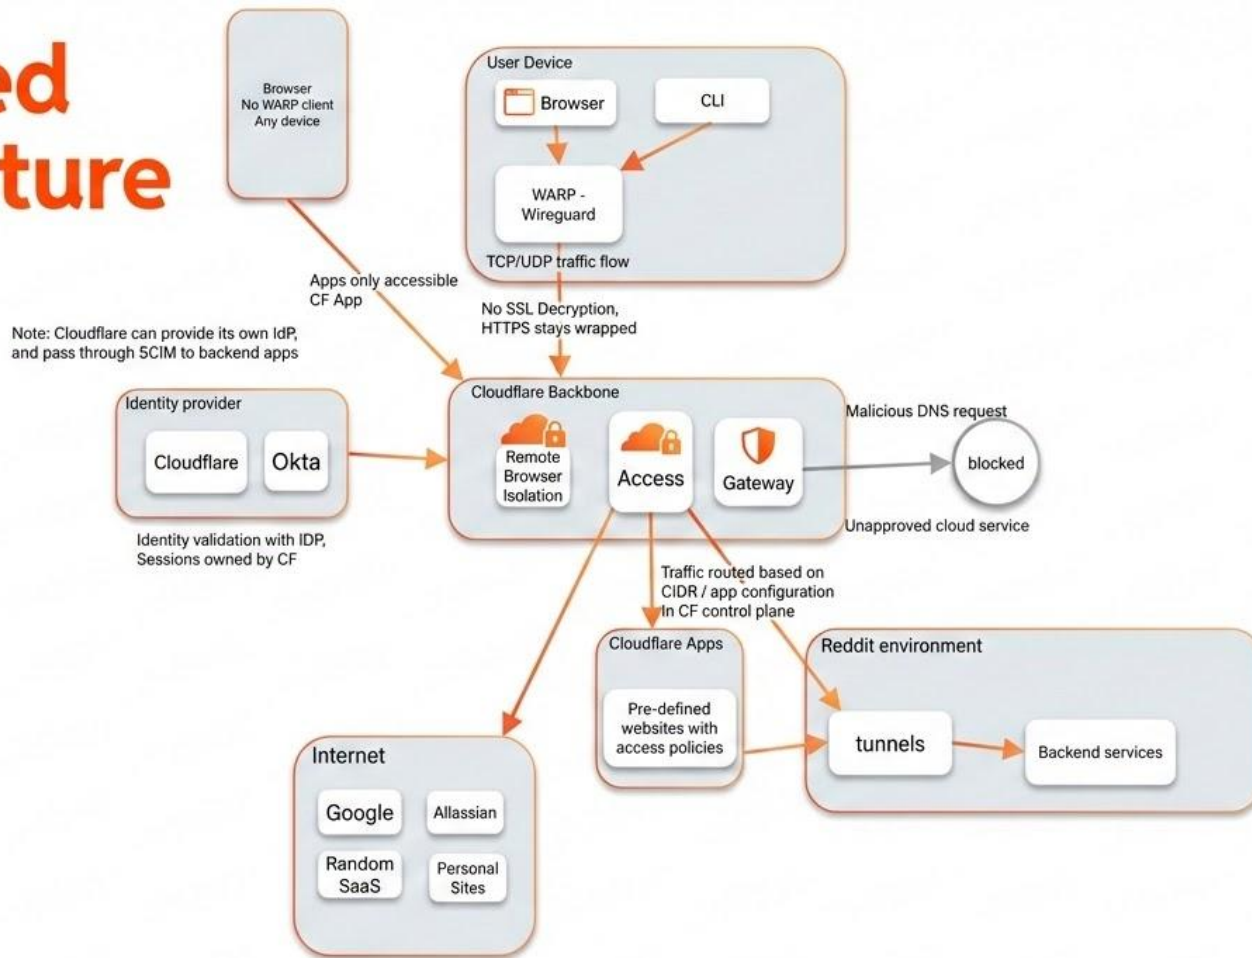 ed
ture
Browser
No WARP client
Any device
User Device
Browser
CLI
WARP -
Wireguard
TCP/UDP traffic flow
Apps only accessible
CF App
No SSL Decryption,
HTTPS stays wrapped
Note: Cloudflare can provide its own IdP,
and pass through 5CIM to backend apps
Identity provider
Cloudflare
Okta
Identity validation with IDP,
Sessions owned by CF
Cloudflare Backbone
Remote
Browser
Isolation
Access
Gateway
Malicious DNS request
blocked
Unapproved cloud service
Traffic routed based on
CIDR / app configuration
In CF control plane
Cloudflare Apps
Pre-defined
websites with
access policies
Reddit environment
tunnels
Backend services
Internet
Google
Allassian
Random
SaaS
Personal
Sites